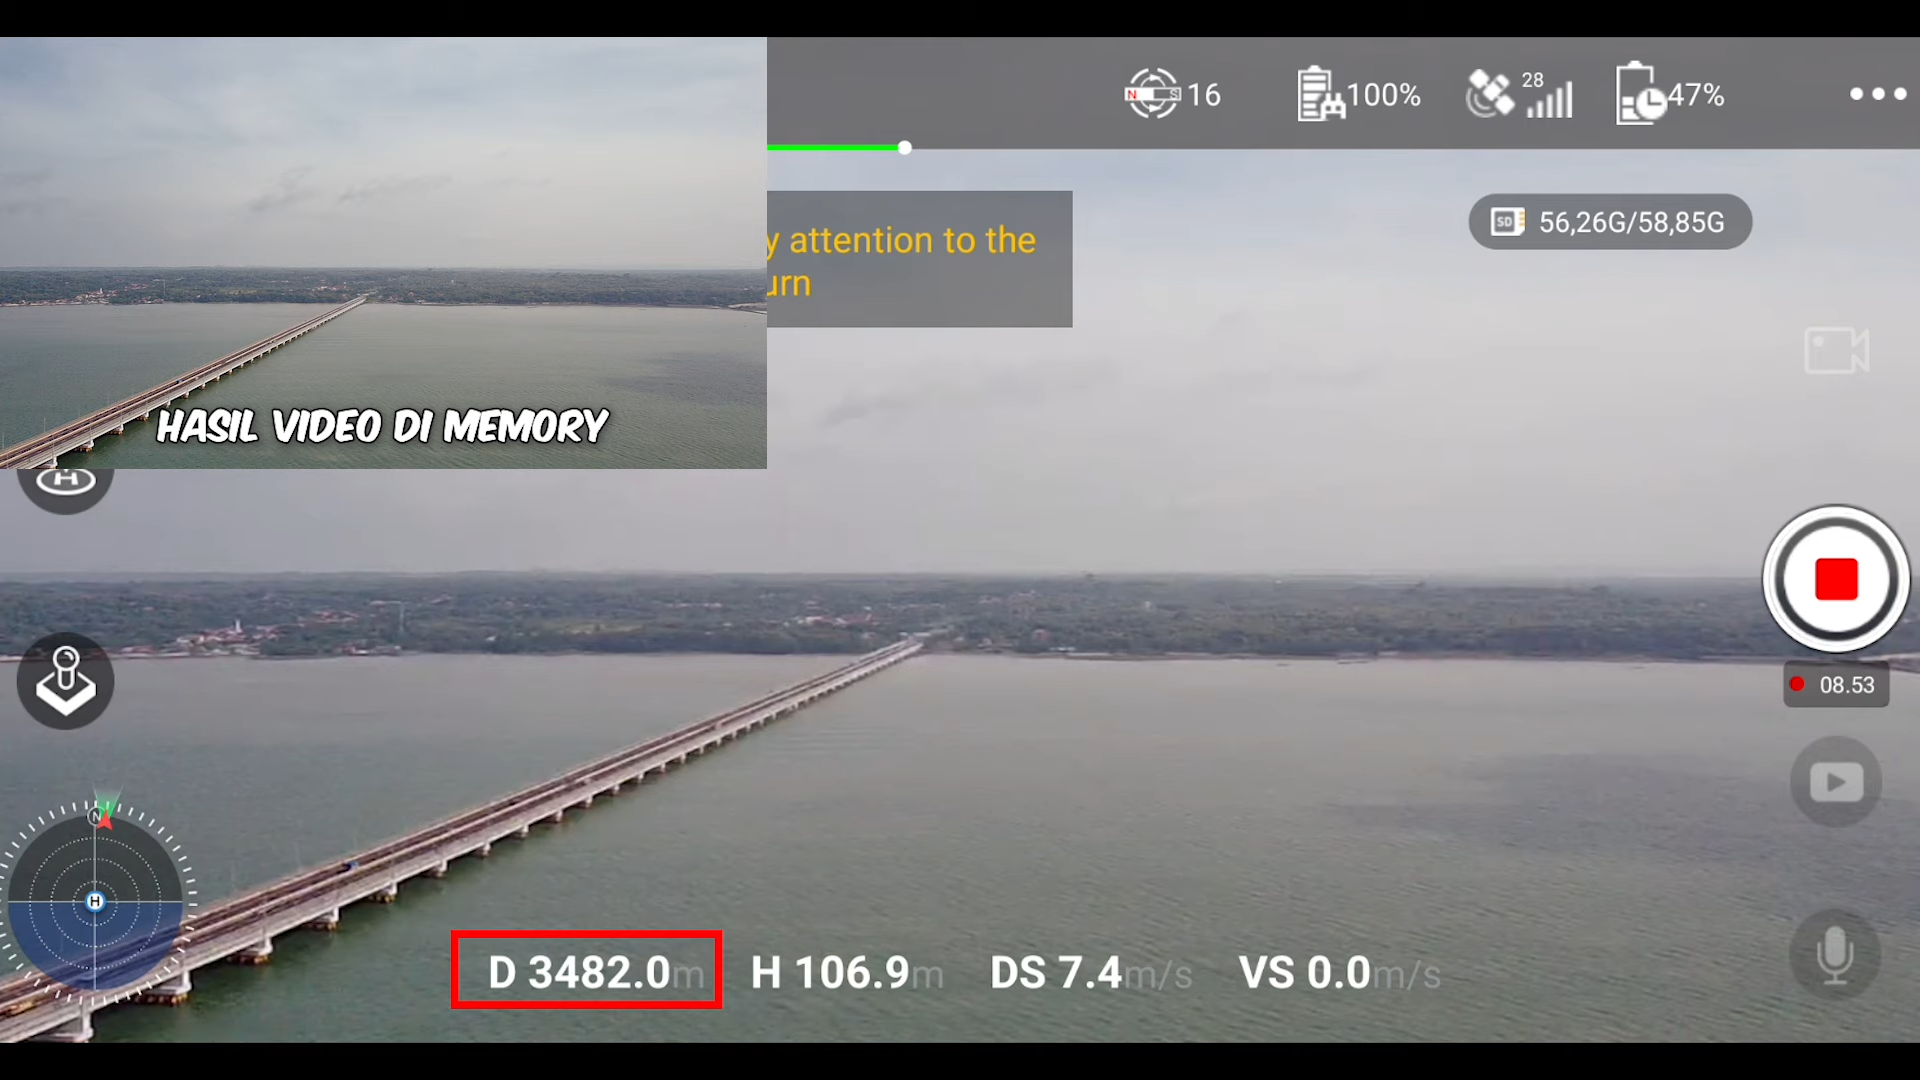 N S 16 100% 28 47%
SD 56,26G/58,85G
y attention to the
urn
HASIL VIDEO DI MEMORY
H
08.53
N
H
D 3482.0m H 106.9m DS 7.4m/s VS 0.0m/s